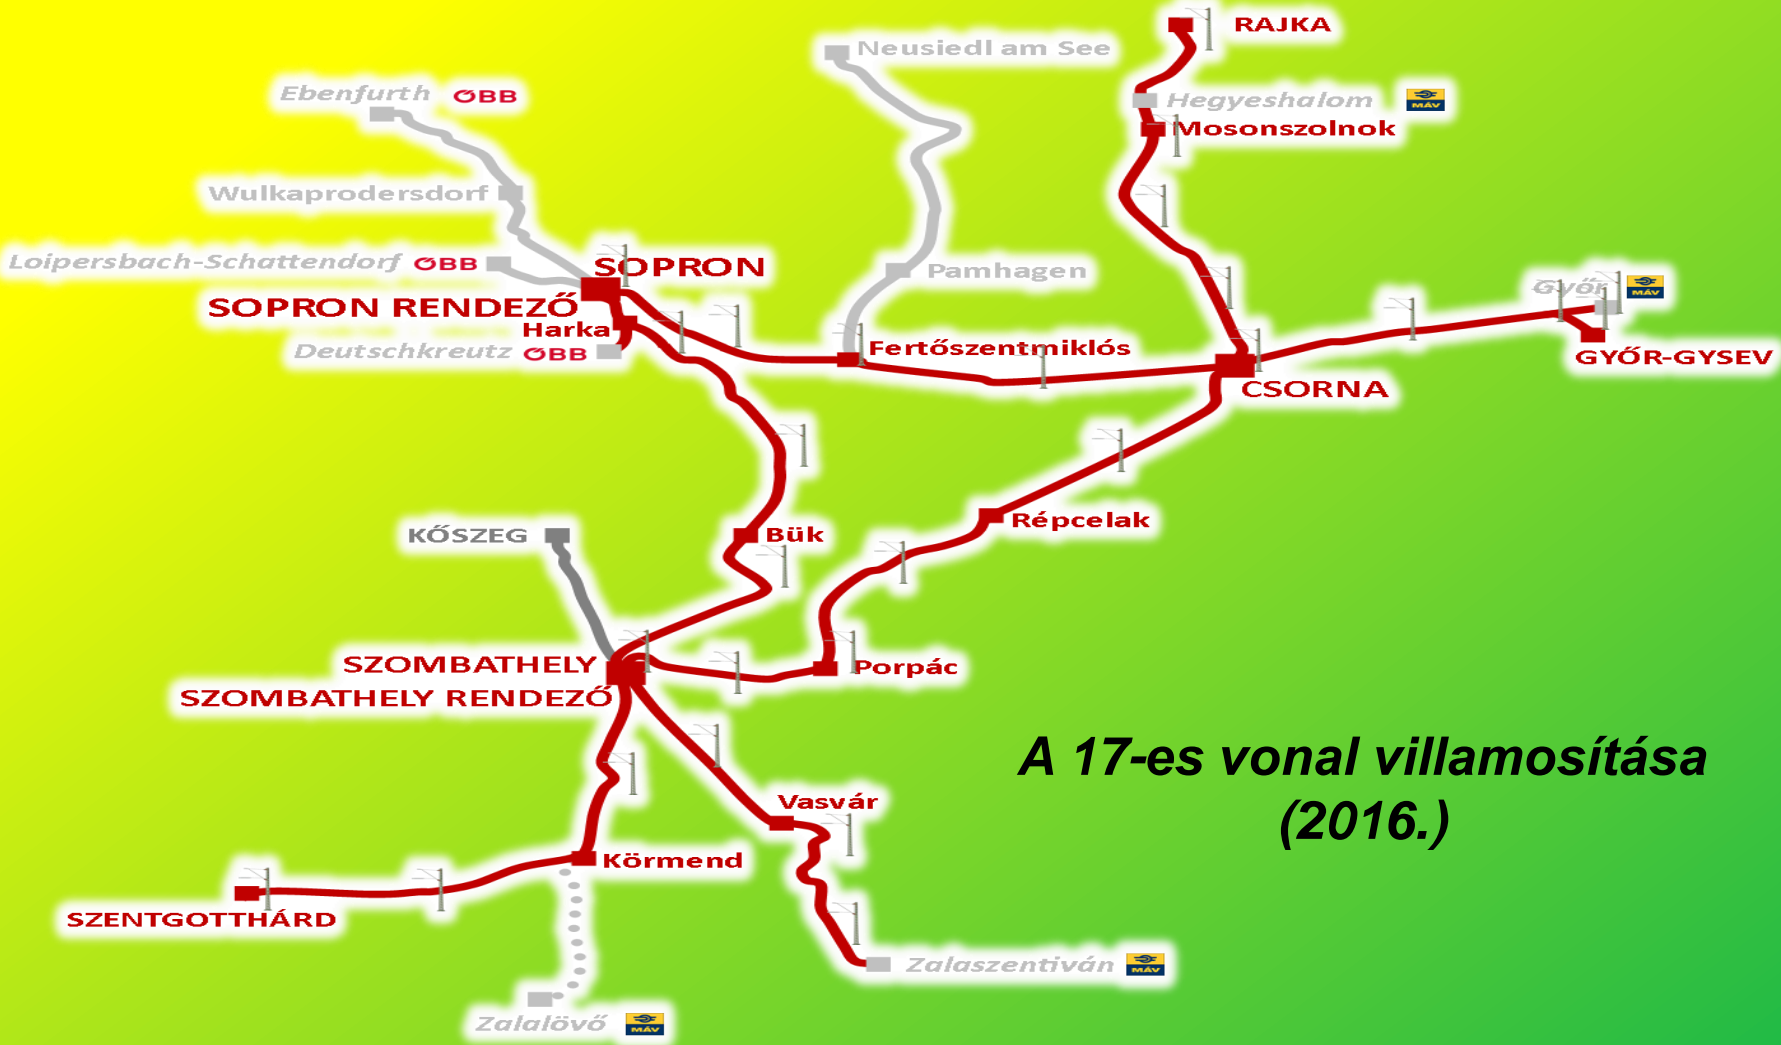 RAJKA
Neusiedl am See
Ebenfurth ÖBB
Hegyeshalom MÁV
Mosonszolnok
Wulkaprodersdorf
Loipersbach-Schattendorf ÖBB
SOPRON
Pamhagen
Győr MÁV
SOPRON RENDEZŐ
Harka
Deutschkreutz ÖBB
Fertőszentmiklós
GYŐR-GYSEV
CSORNA
Répcelak
KŐSZEG
Bük
SZOMBATHELY
Porpác
SZOMBATHELY RENDEZŐ
A 17-es vonal villamosítása
(2016.)
Vasvár
Körmend
SZENTGOTTHÁRD
Zalaszentiván MÁV
Zalalövő MÁV